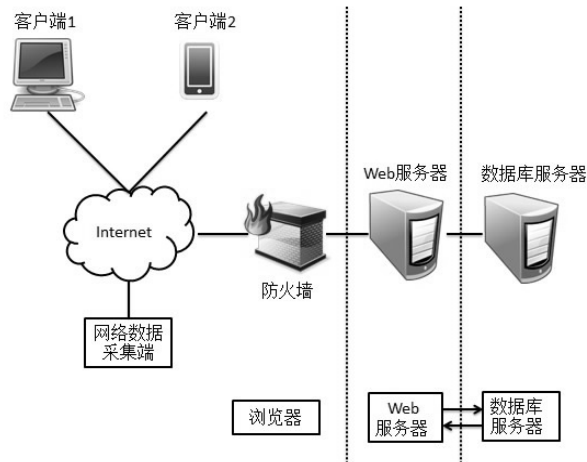 客户端1
客户端2
Web服务器
数据库服务器
Internet
防火墙
网络数据
采集端
浏览器
Web
服务器
数据库
服务器